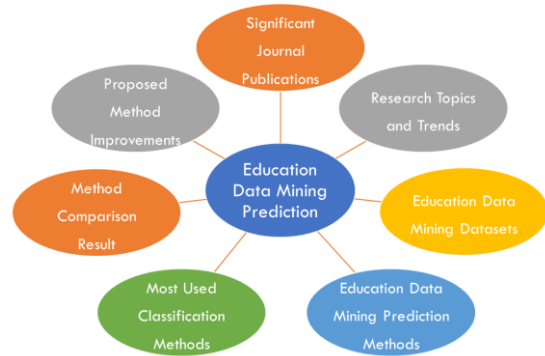 Significant
Journal
Publications
Proposed
Method
Improvements
Research Topics
and Trends
Education
Data Mining
Prediction
Method
Comparison
Result
Education Data
Mining Datasets
Most Used
Classification
Methods
Education Data
Mining Prediction
Methods